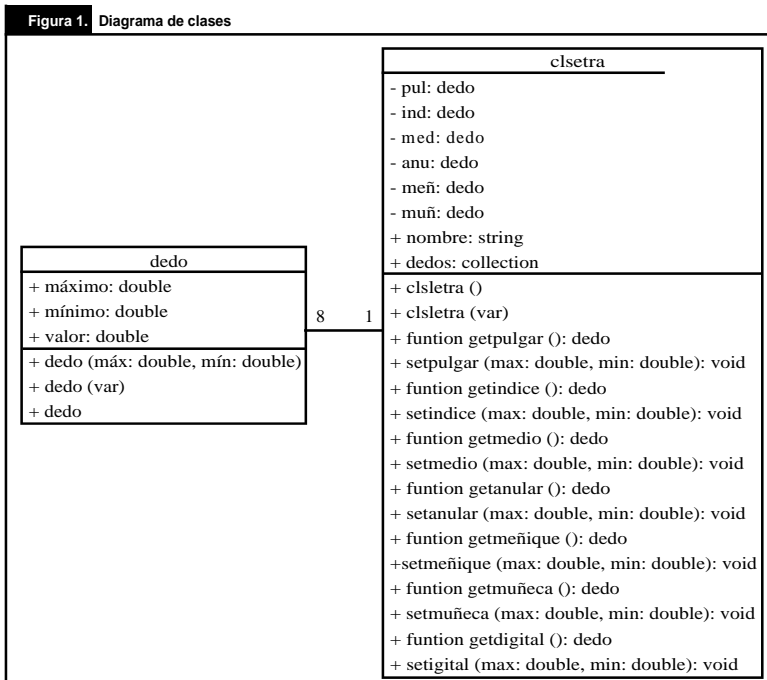 Figura 1. Diagrama de clases
clsetra
- pul: dedo
- ind: dedo
- med: dedo
- anu: dedo
- meñ: dedo
- muñ: dedo
+ nombre: string
+ dedos: collection
+ clsletra ()
+ clsletra (var)
+ funtion getpulgar (): dedo
+ setpulgar (max: double, min: double): void
+ funtion getindice (): dedo
+ setindice (max: double, min: double): void
+ funtion getmedio (): dedo
+ setmedio (max: double, min: double): void
+ funtion getanular (): dedo
+ setanular (max: double, min: double): void
+ funtion getmeñique (): dedo
+setmeñique (max: double, min: double): void
+ funtion getmuñeca (): dedo
+ setmuñeca (max: double, min: double): void
+ funtion getdigital (): dedo
+ setigital (max: double, min: double): void
dedo
+ máximo: double
+ mínimo: double
+ valor: double
+ dedo (máx: double, mín: double)
+ dedo (var)
+ dedo
8 1